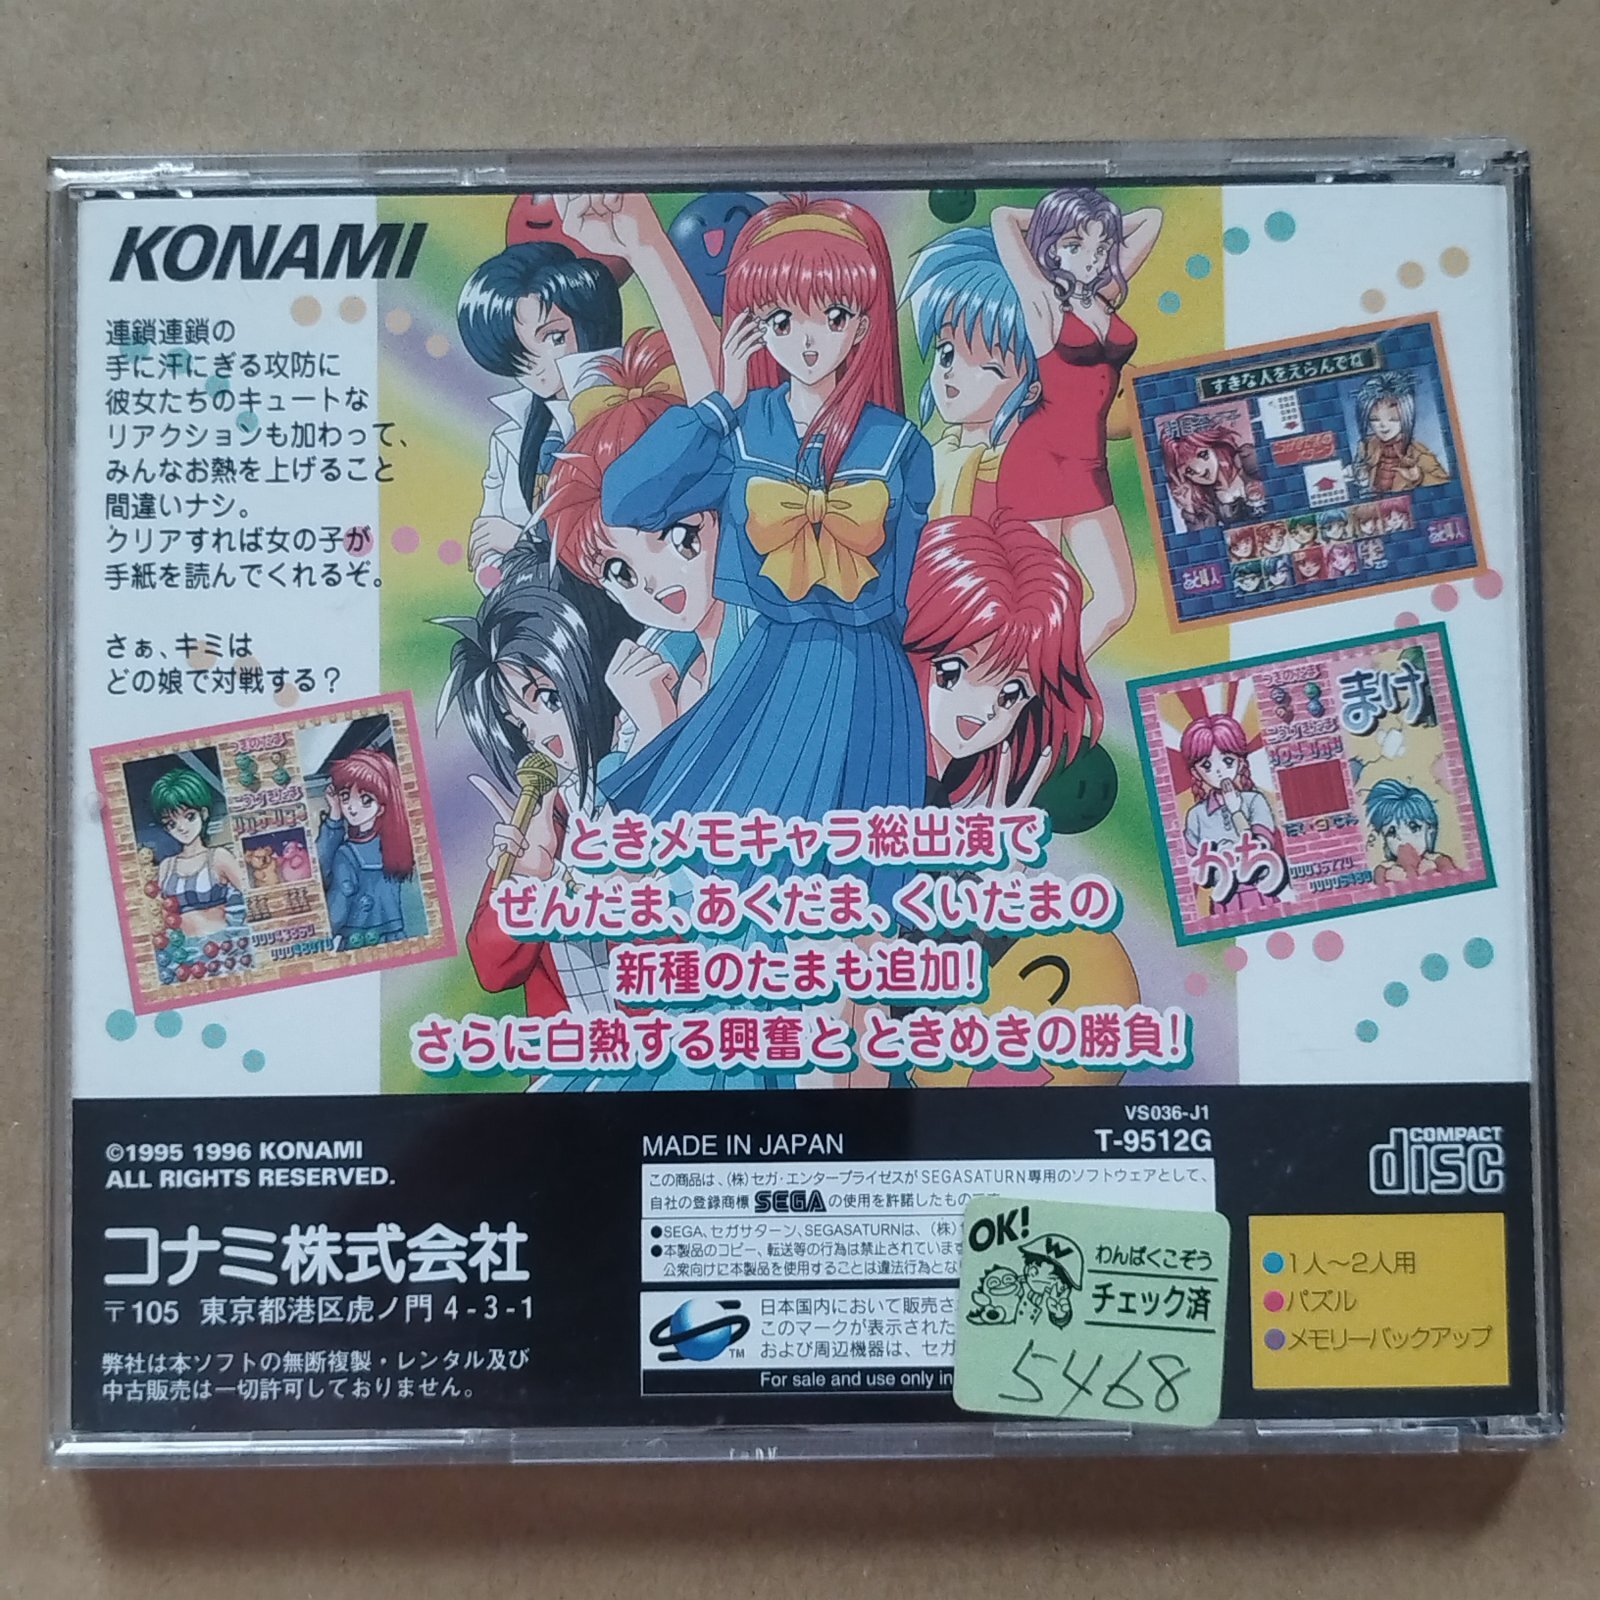 KONAMI
連鎖連鎖の
手に汗にぎる攻防に
彼女たちのキュートな
リアクションも加わって、
みんなお熱を上げること
間違いナシ。
クリアすれば女の子が
手紙を読んでくれるぞ。
さぁ、キミは
どの娘で対戦する?
すきな人をえらんでね
あと4人
あと4人
つぎのたま
つぎのたま
まけ
かち
ときメモキャラ総出演で
ぜんだま、あくだま、くいだまの
新種のたまも追加!
さらに白熱する興奮と ときめきの勝負!
©1995 1996 KONAMI
ALL RIGHTS RESERVED.
コナミ株式会社
〒105 東京都港区虎ノ門4-3-1
弊社は本ソフトの無断複製・レンタル及び
中古販売は一切許可しておりません。
MADE IN JAPAN
VS036-J1
T-9512G
この商品は、(株)セガ・エンタープライゼスがSEGASATURN専用のソフトウェアとして、
自社の登録商標 SEGA の使用を許諾したもの
●SEGA、セガサターン、SEGASATURNは、(株)
●本製品のコピー、転送等の行為は禁止されています
公衆向けに本製品を使用することは違法行為とな
日本国内において販売さ
このマークが表示された
および周辺機器は、セガ
TM
For sale and use only in
OK!
W
わんぱくこぞう
チェック済
5468
COMPACT
disc
●1人〜2人用
●パズル
●メモリーバックアップ